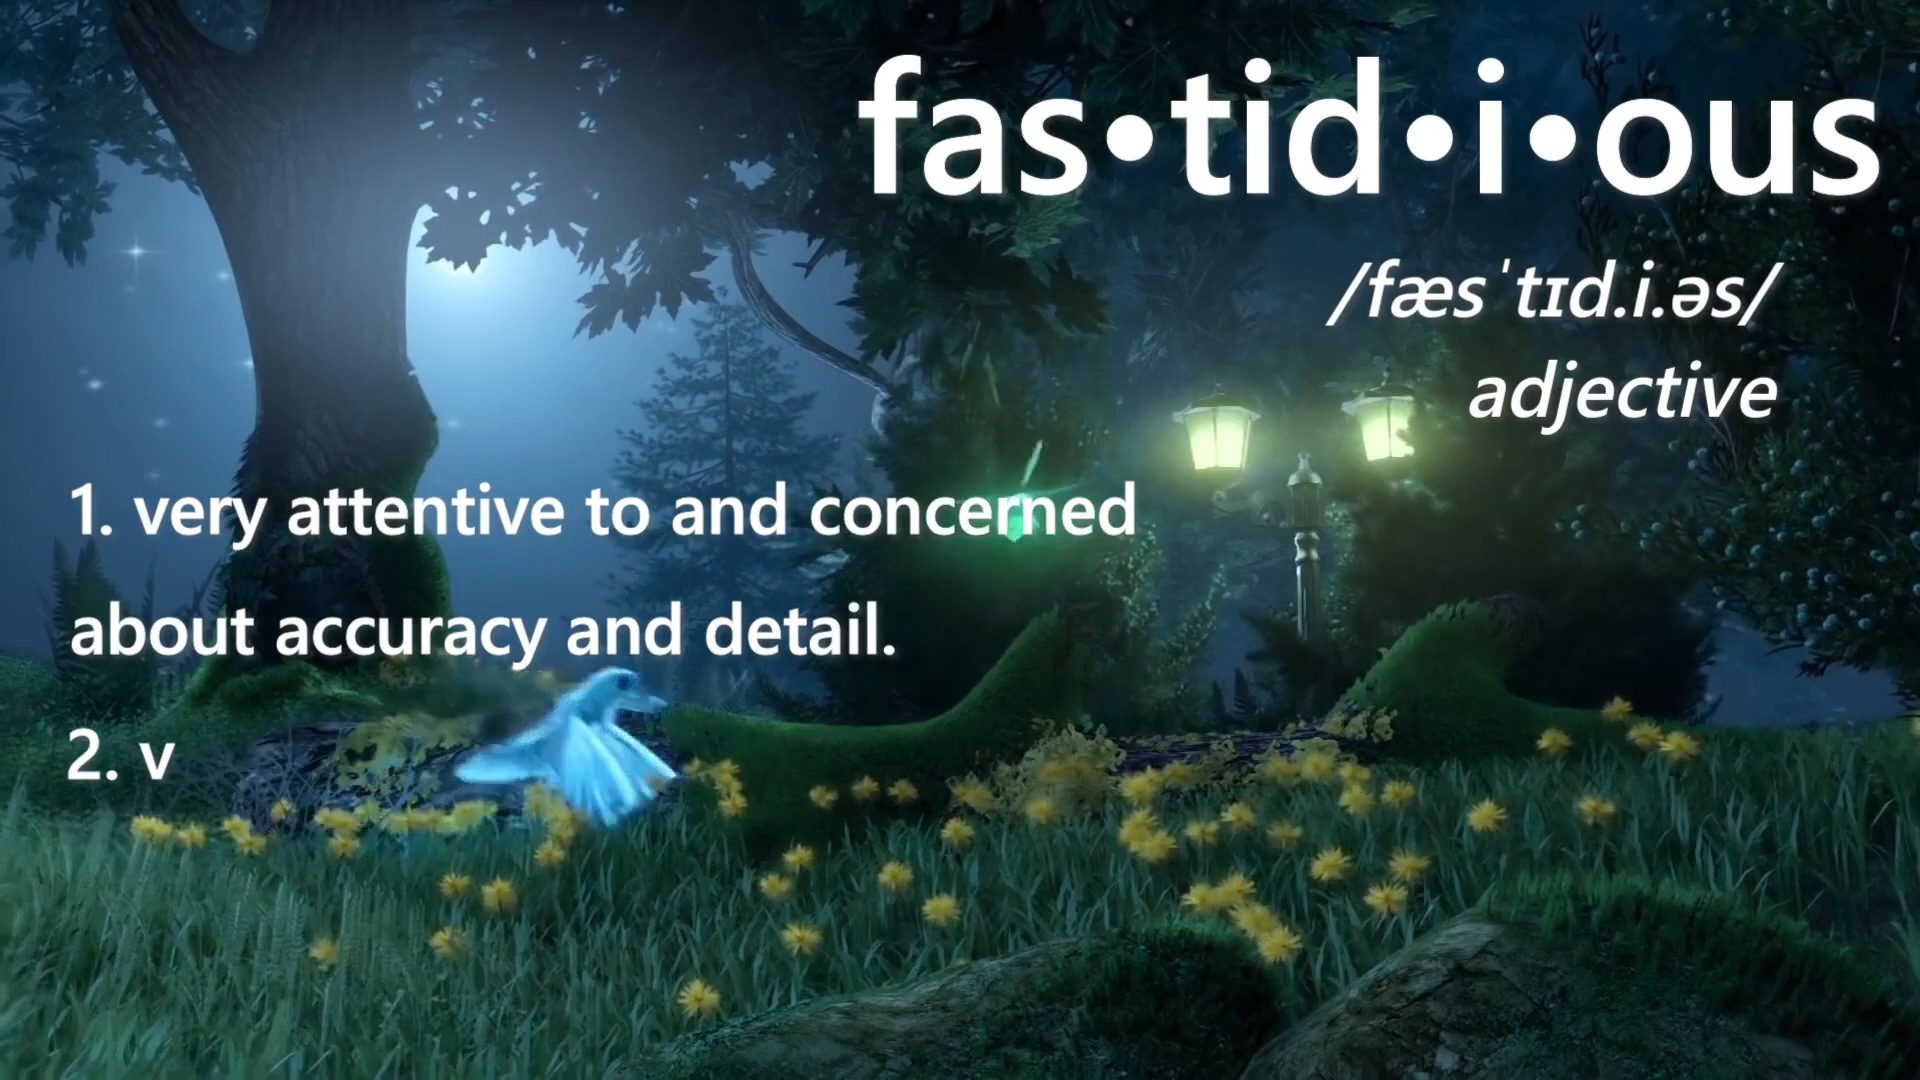 fas•tid•i•ous
/fæsˈtɪd.i.əs/
adjective
1. very attentive to and concerned
about accuracy and detail.
2. v